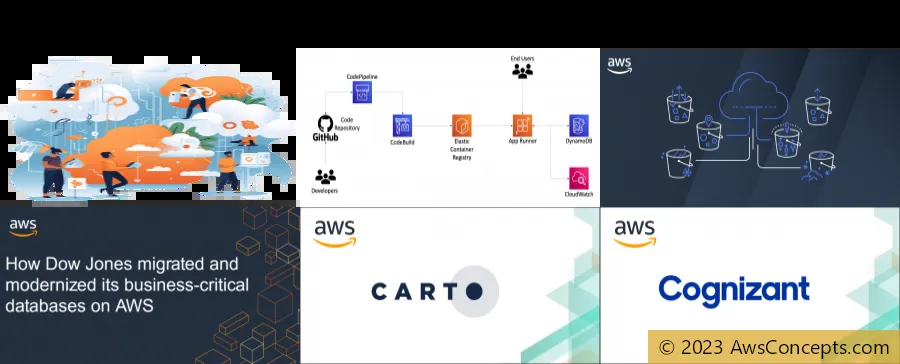 End Users
CodePipeline
Code
Repository
GitHub
CodeBuild
Elastic
Container
Registry
App Runner
DynamoDB
Developers
CloudWatch
aws
aws
How Dow Jones migrated and
modernized its business-critical
databases on AWS
aws
CARTO
aws
Cognizant
© 2023 AwsConcepts.com